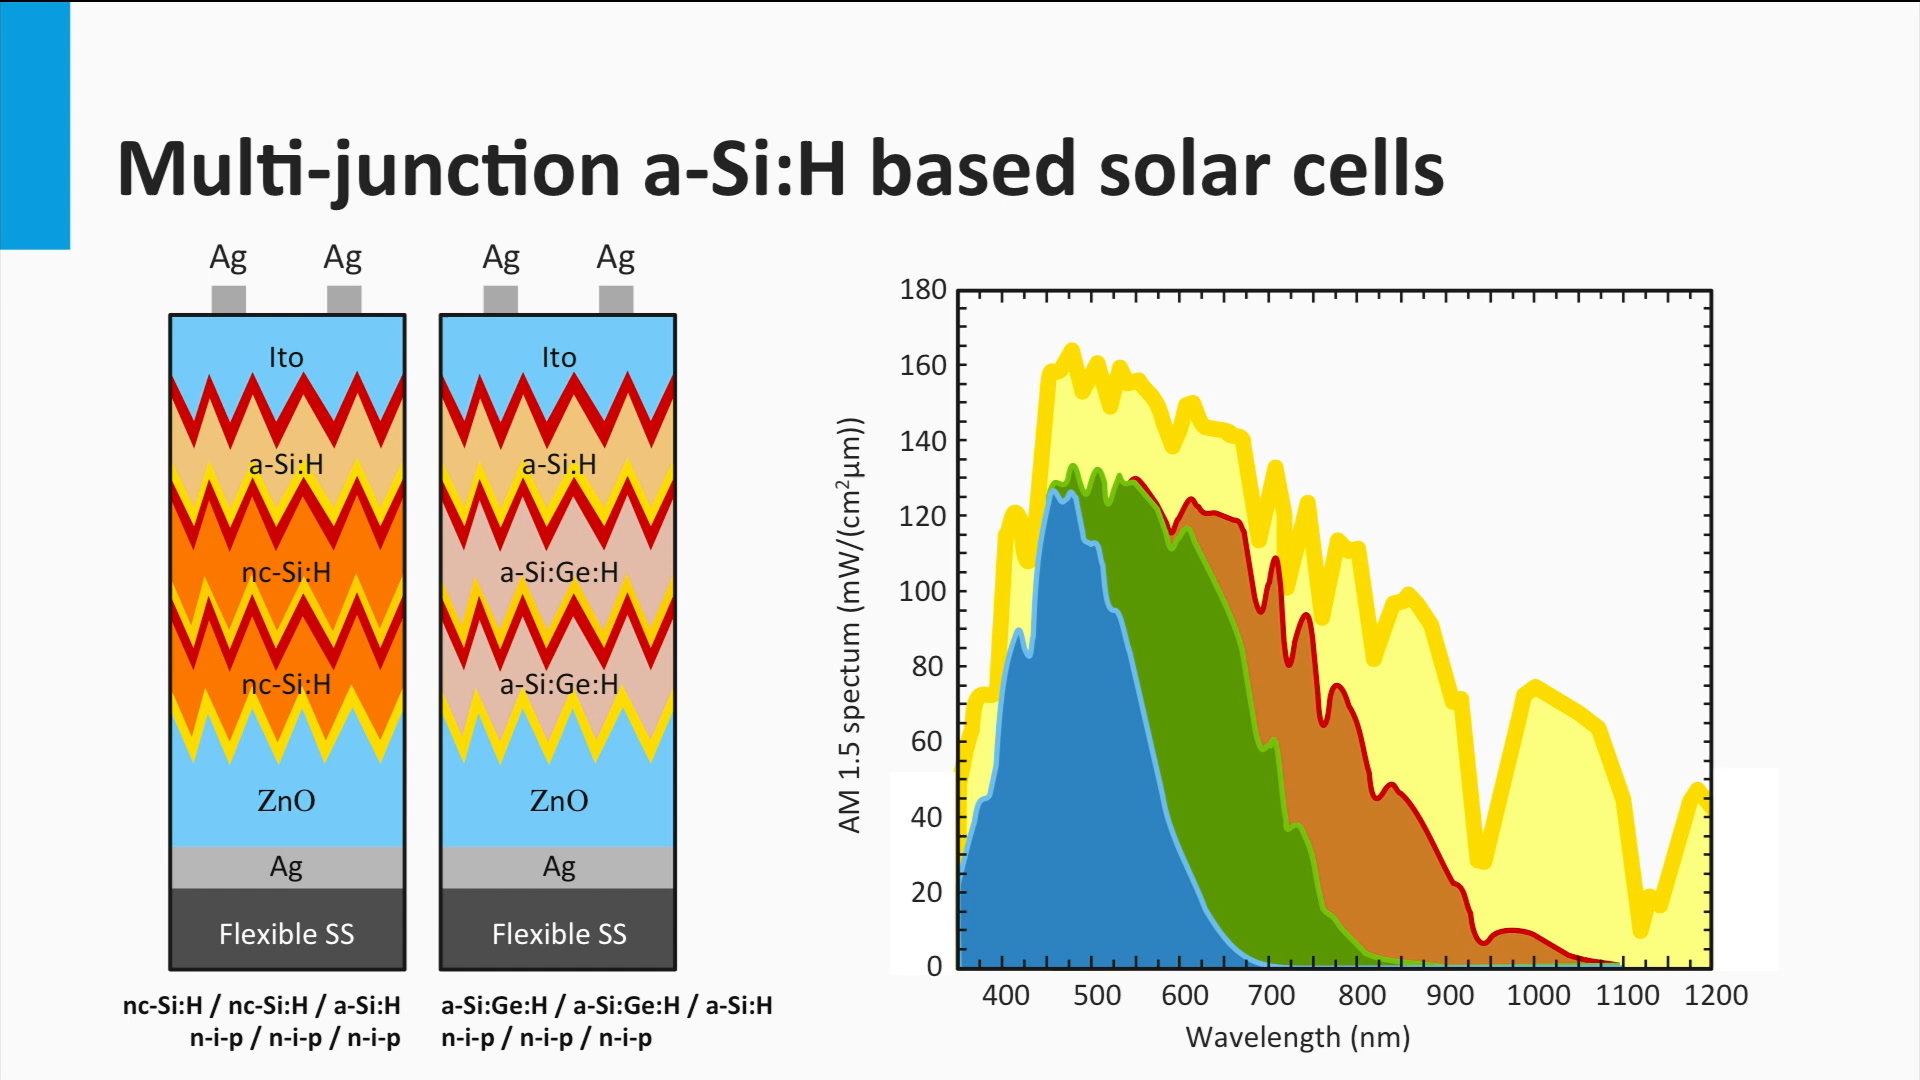 Multi-junction a-Si:H based solar cells
Ag Ag
Ito
a-Si:H
nc-Si:H
nc-Si:H
ZnO
Ag
Flexible SS
nc-Si:H / nc-Si:H / a-Si:H
n-i-p / n-i-p / n-i-p
Ag Ag
Ito
a-Si:H
a-Si:Ge:H
a-Si:Ge:H
ZnO
Ag
Flexible SS
a-Si:Ge:H / a-Si:Ge:H / a-Si:H
n-i-p / n-i-p / n-i-p
AM 1.5 spectum (mW/(cm²µm))
180
160
140
120
100
80
60
40
20
0
400 500 600 700 800 900 1000 1100 1200
Wavelength (nm)